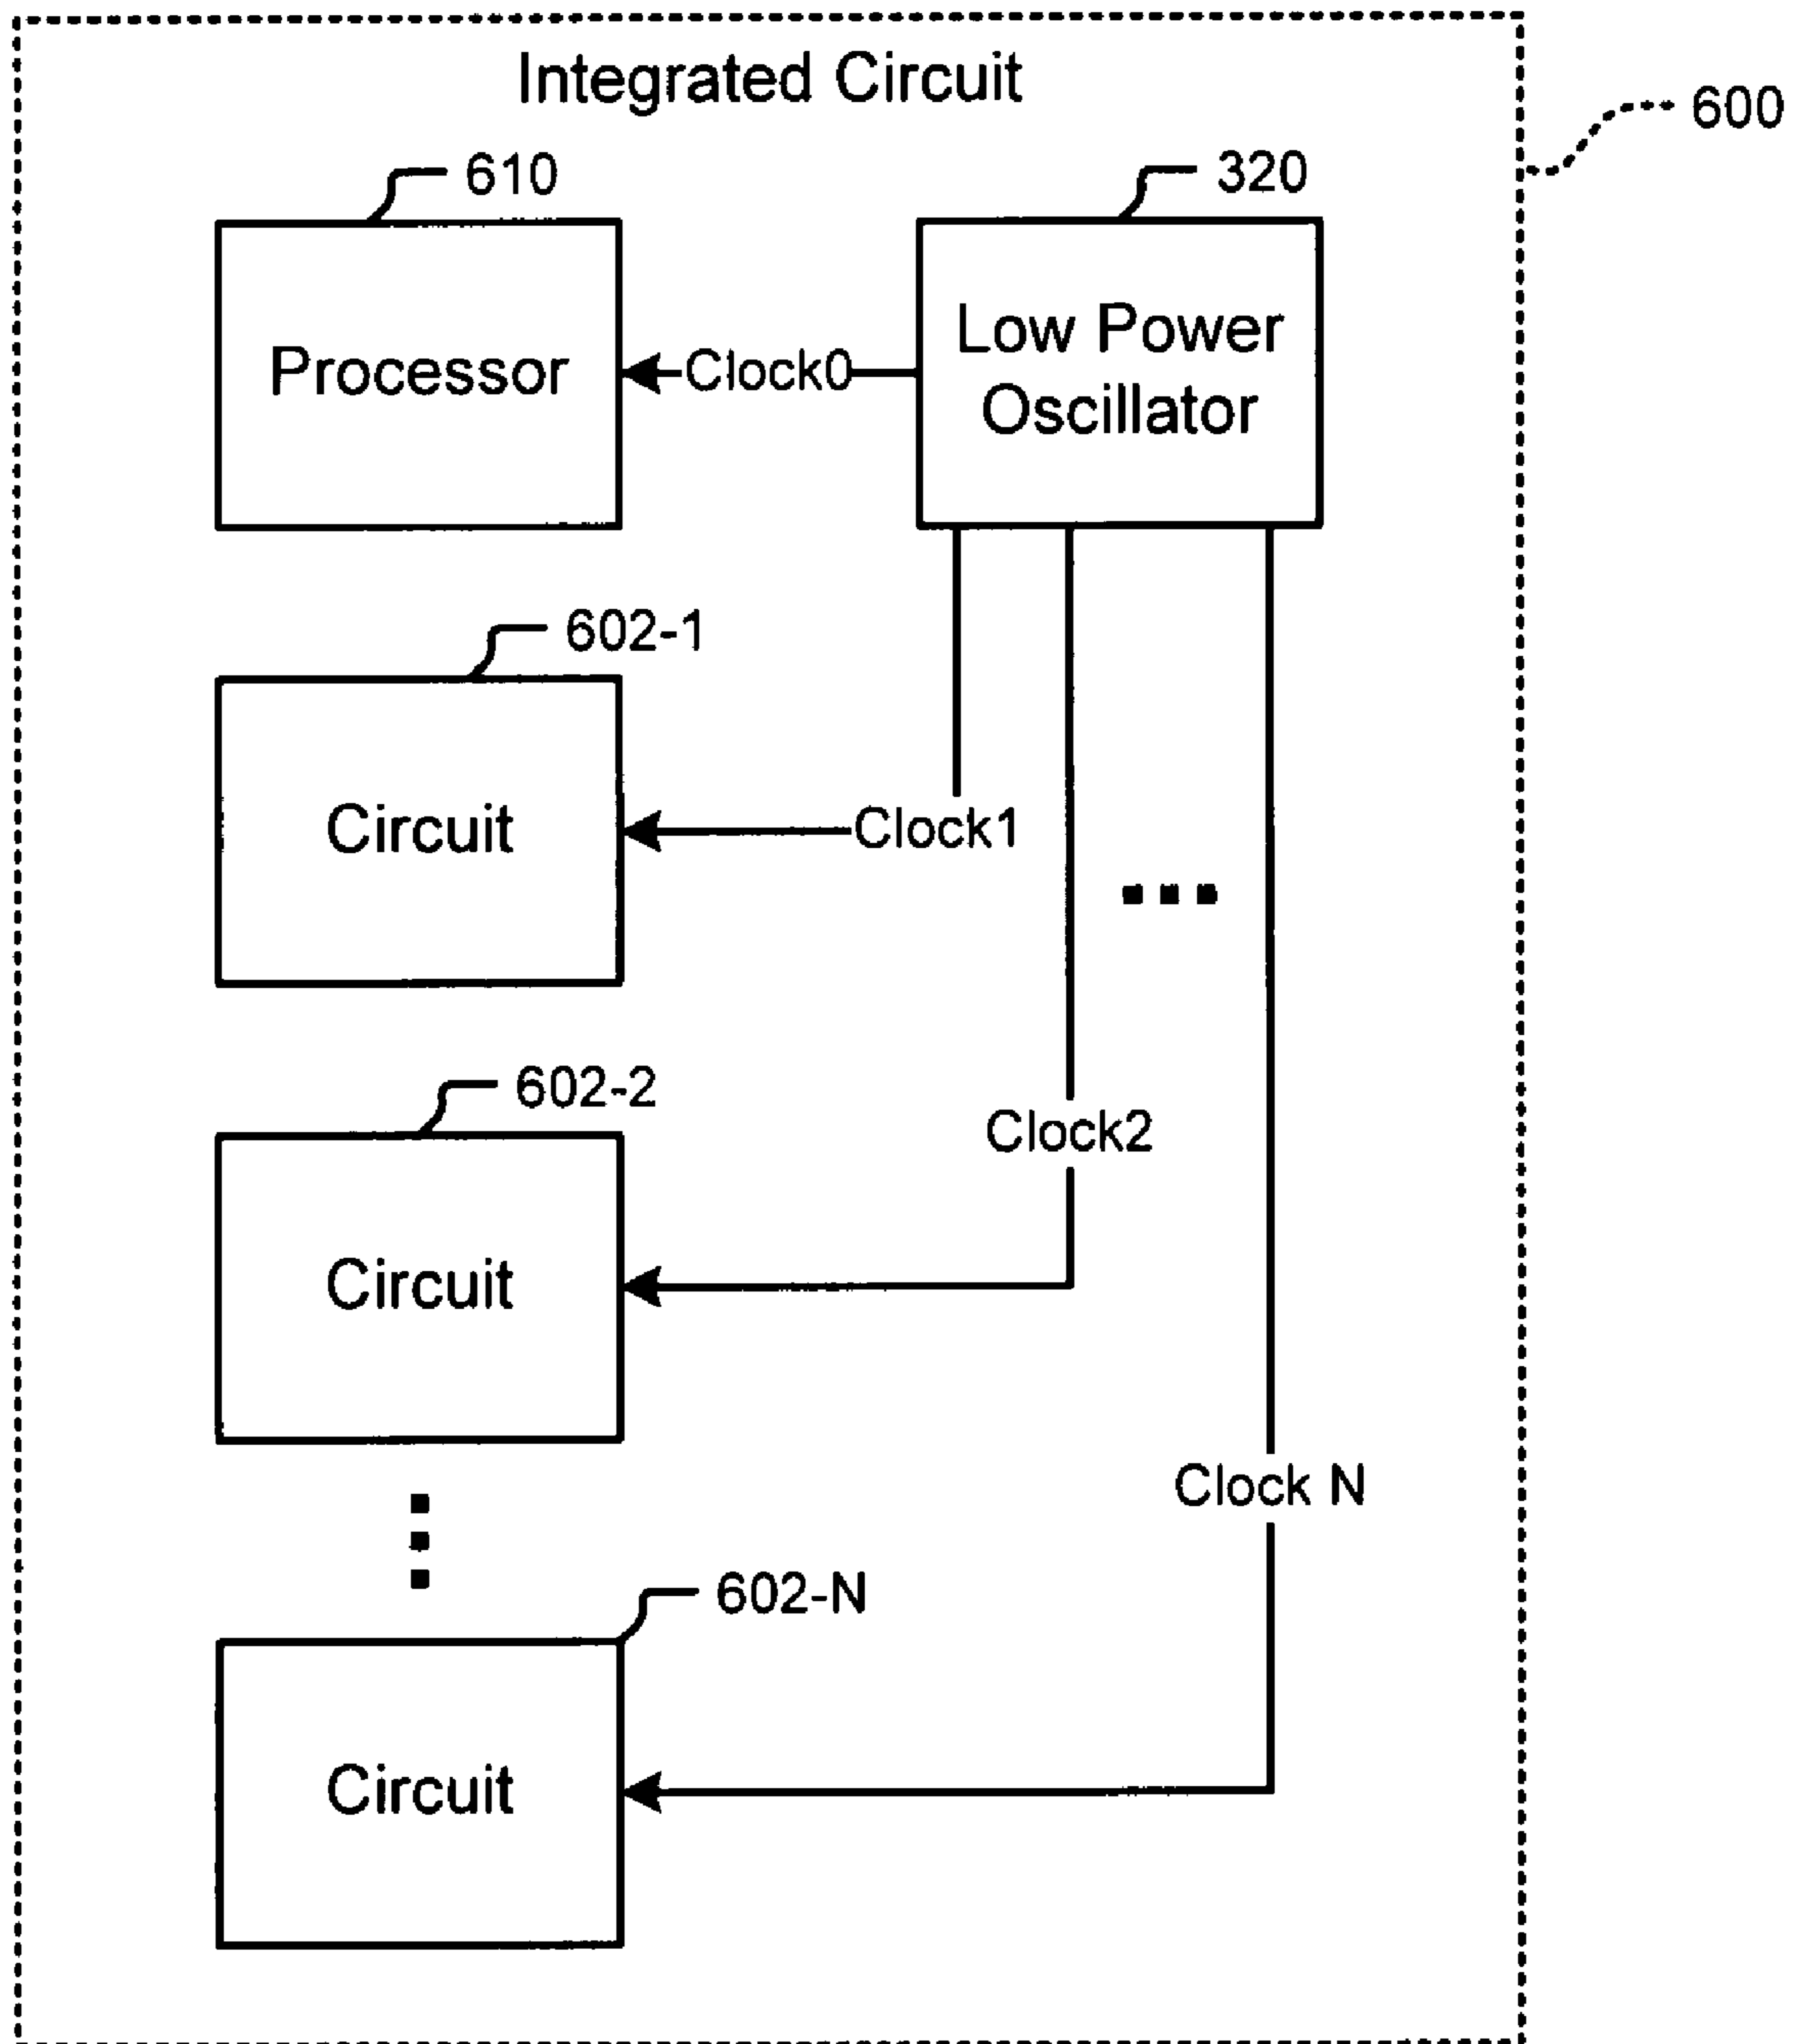 Integrated Circuit
600
610
320
Processor
Clock0
Low Power
Oscillator
602-1
Circuit
Clock1
602-2
Clock2
Circuit
Clock N
602-N
Circuit